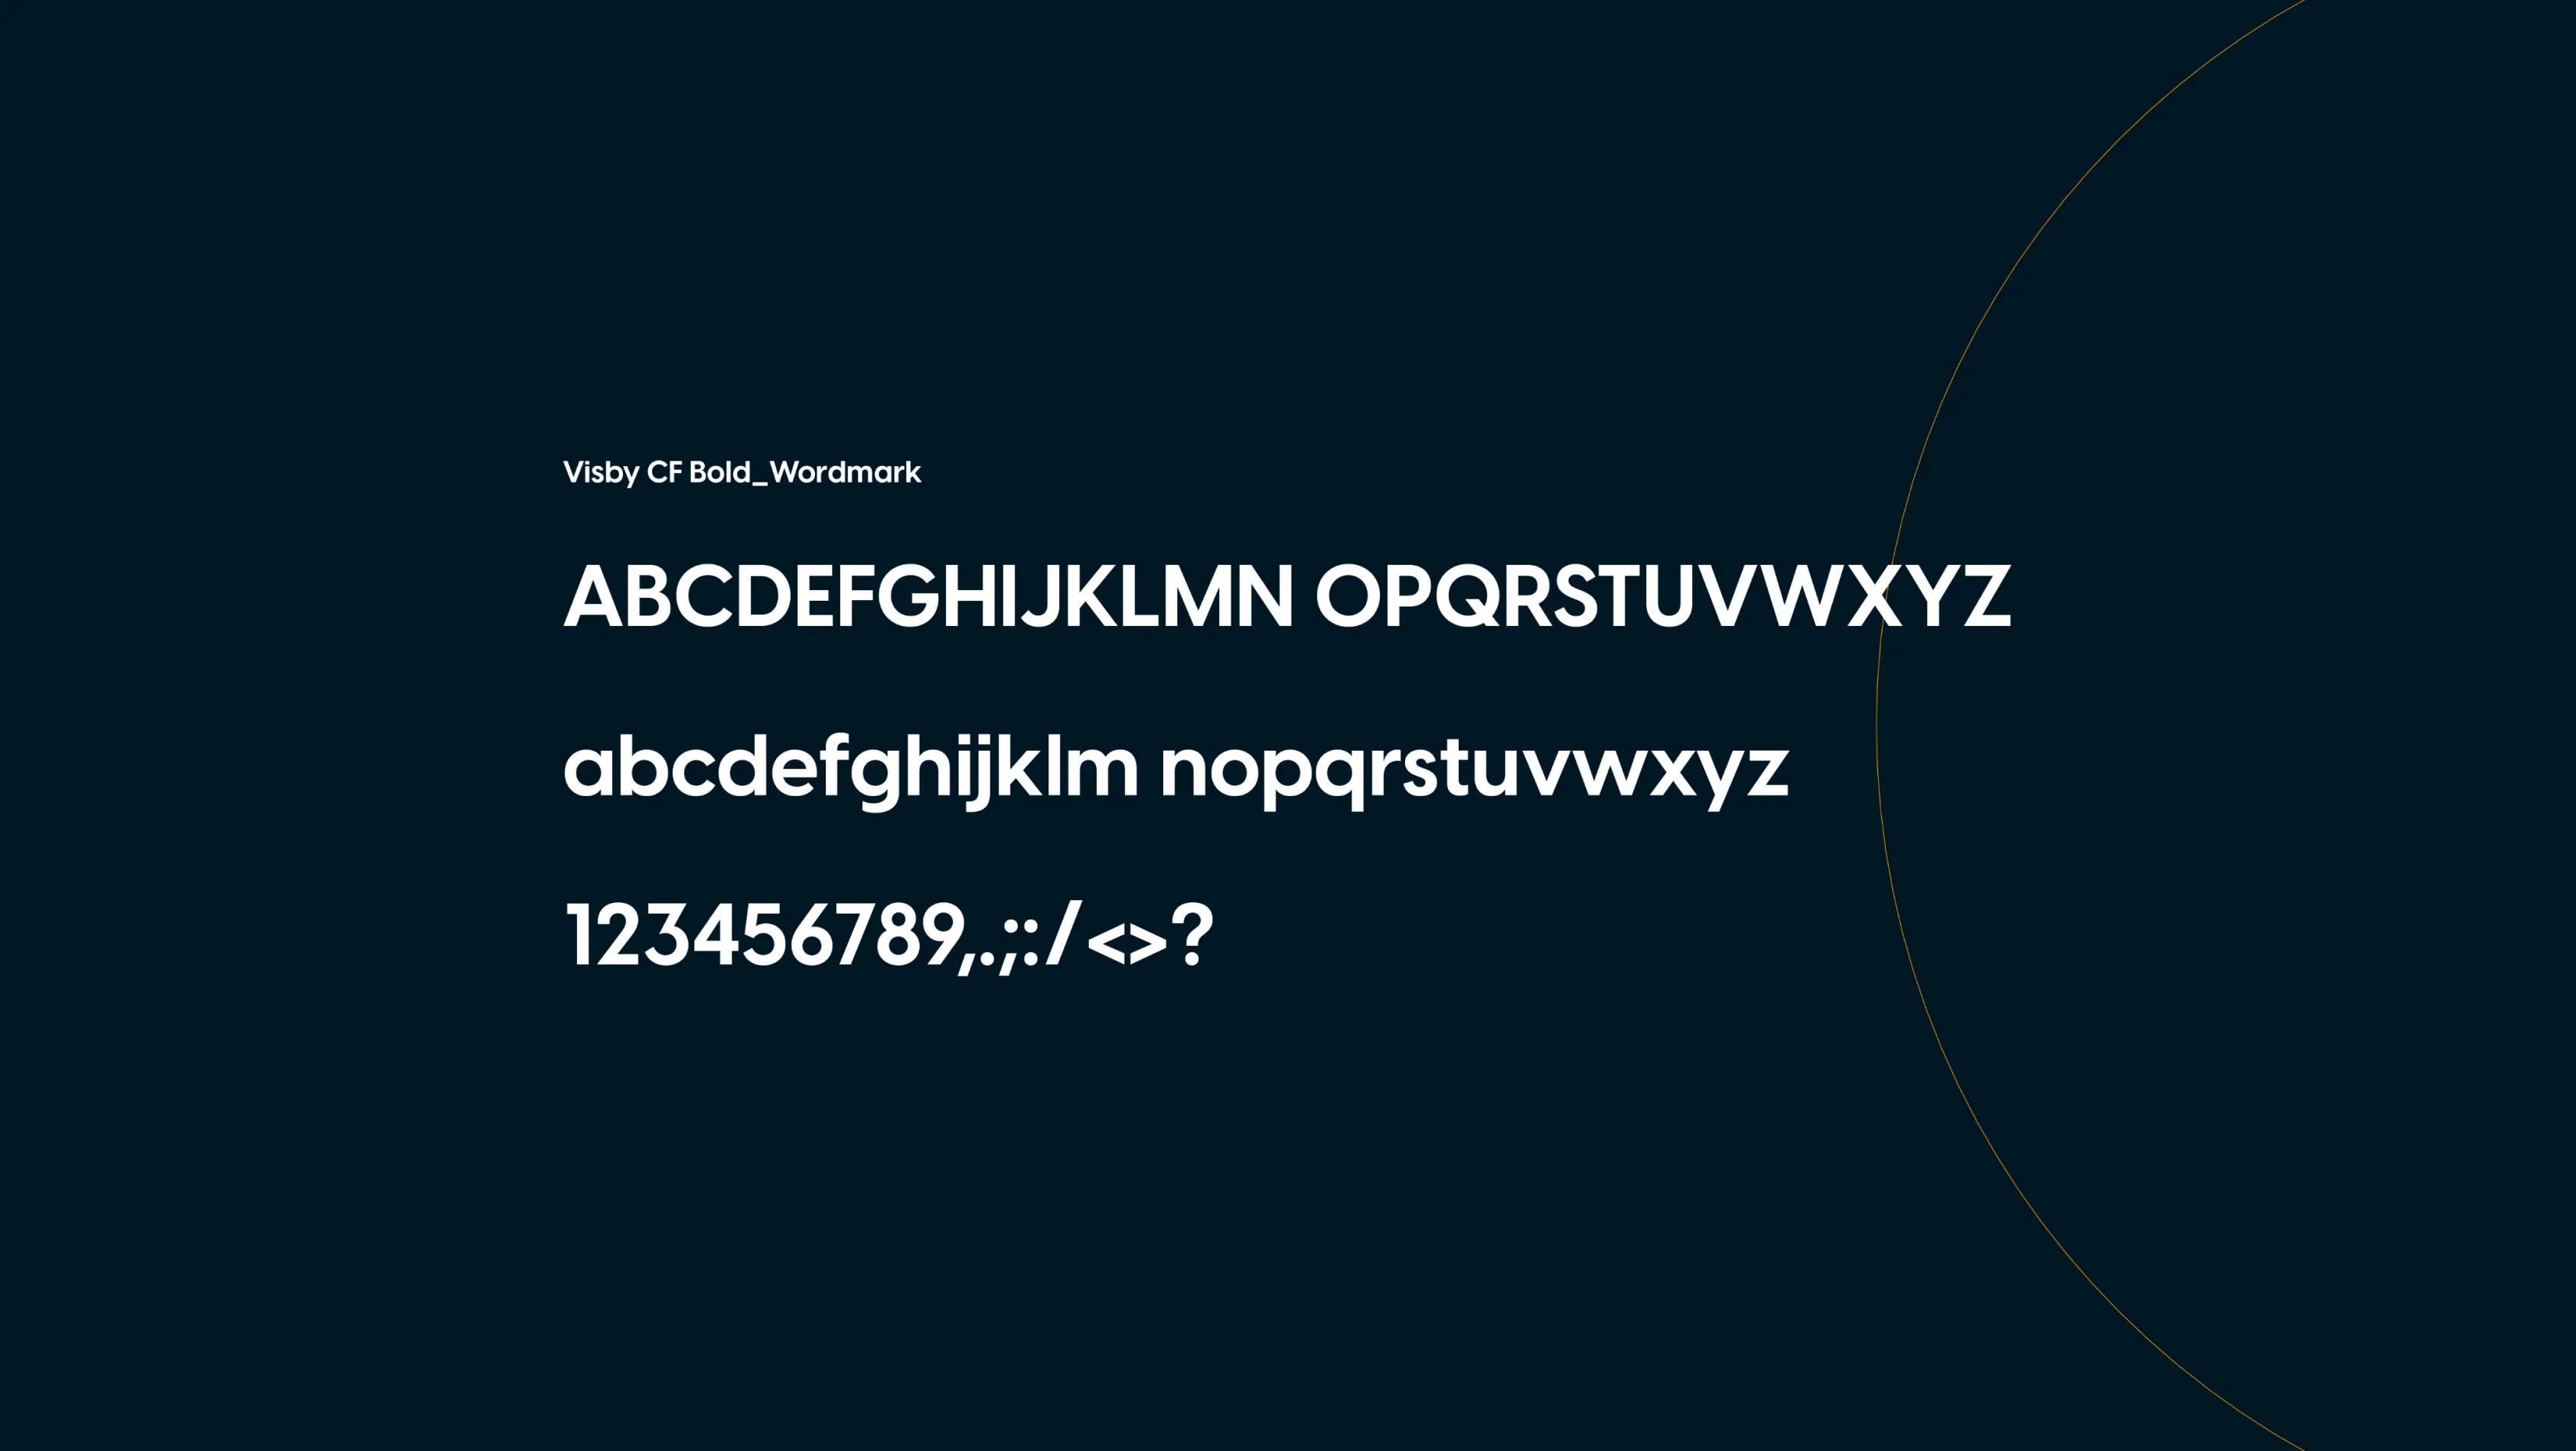 Visby CF Bold_Wordmark
ABCDEFGHIJKLMN OPQRSTUVWXYZ
abcdefghijklm nopqrstuvwxyz
123456789,.;:/<>?